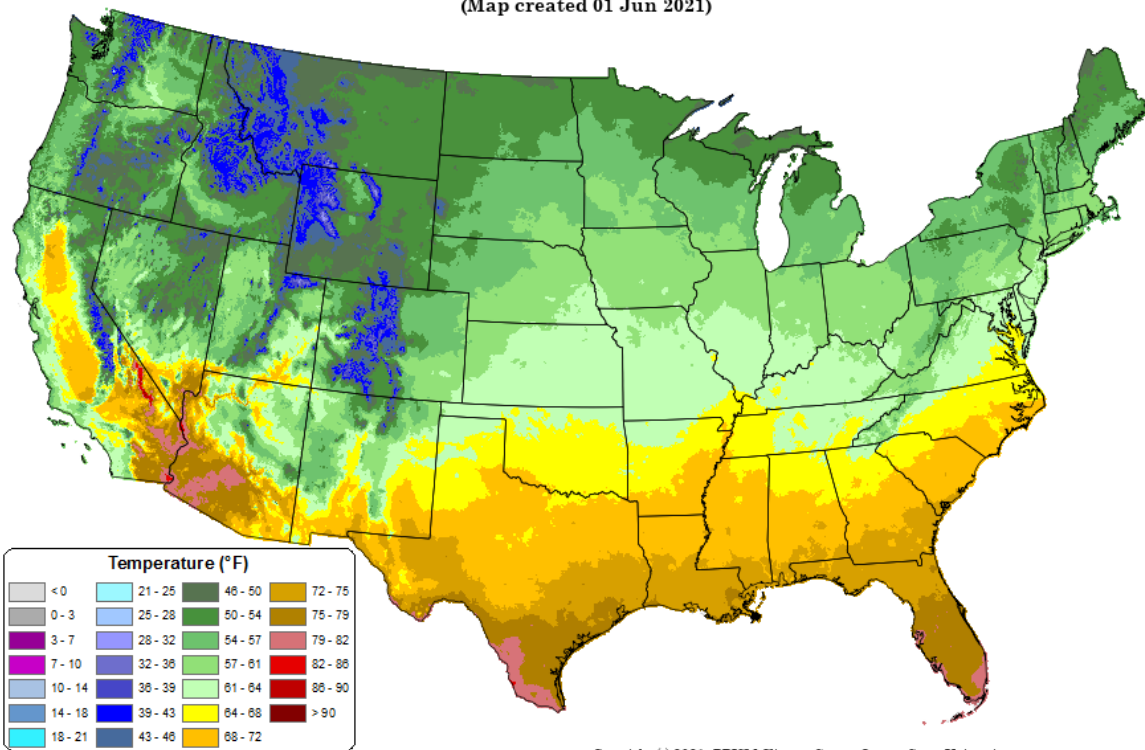 (Map created 01 Jun 2021)
Temperature (°F)
< 0
0 - 3
3 - 7
7 - 10
10 - 14
14 - 18
18 - 21
21 - 25
25 - 28
28 - 32
32 - 36
36 - 39
39 - 43
43 - 46
46 - 50
50 - 54
54 - 57
57 - 61
61 - 64
64 - 68
68 - 72
72 - 75
75 - 79
79 - 82
82 - 86
86 - 90
> 90